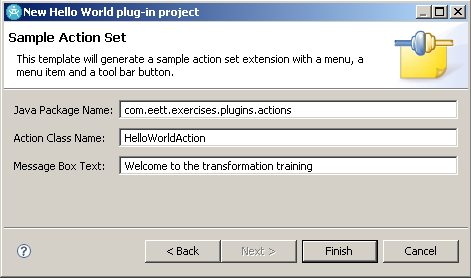 New Hello World plug-in project
Sample Action Set
This template will generate a sample action set extension with a menu, a
menu item and a tool bar button.
Java Package Name: com.eett.exercises.plugins.actions
Action Class Name: HelloWorldAction
Message Box Text: Welcome to the transformation training
? < Back Next > Finish Cancel